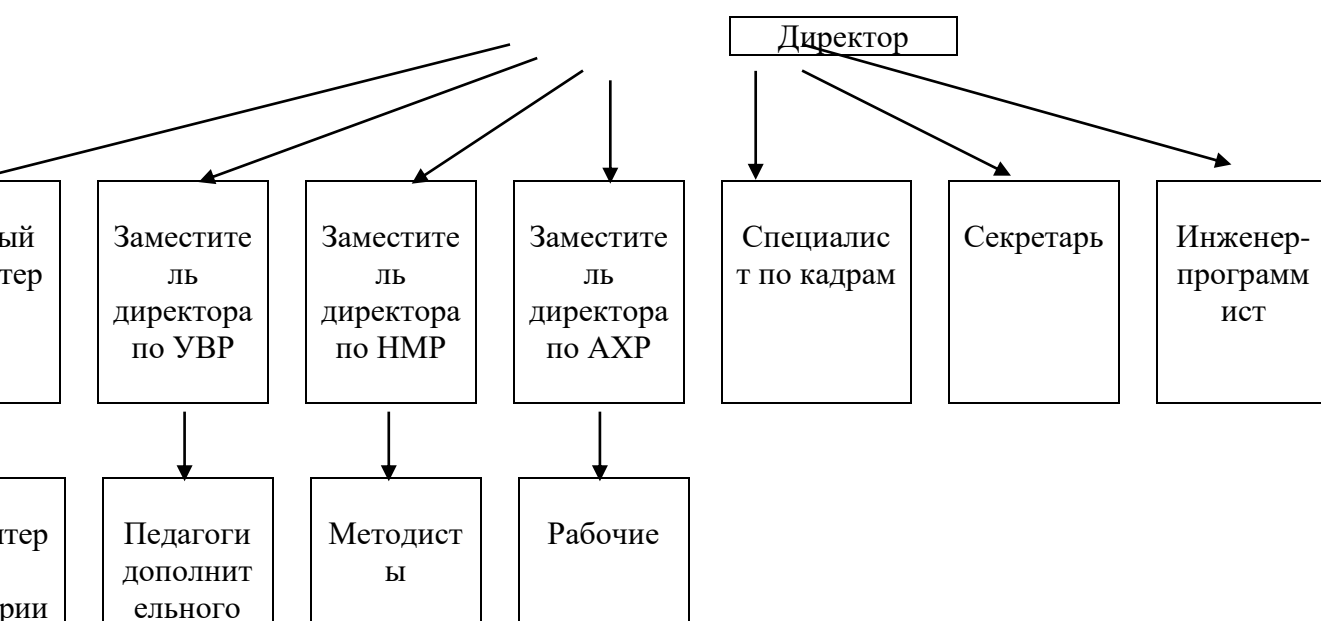 Директор
ый
тер
Заместите
ль
директора
по УВР
Заместите
ль
директора
по НМР
Заместите
ль
директора
по АХР
Специалис
т по кадрам
Секретарь
Инженер-
программ
ист
тер
рии
Педагоги
дополнит
ельного
Методист
ы
Рабочие